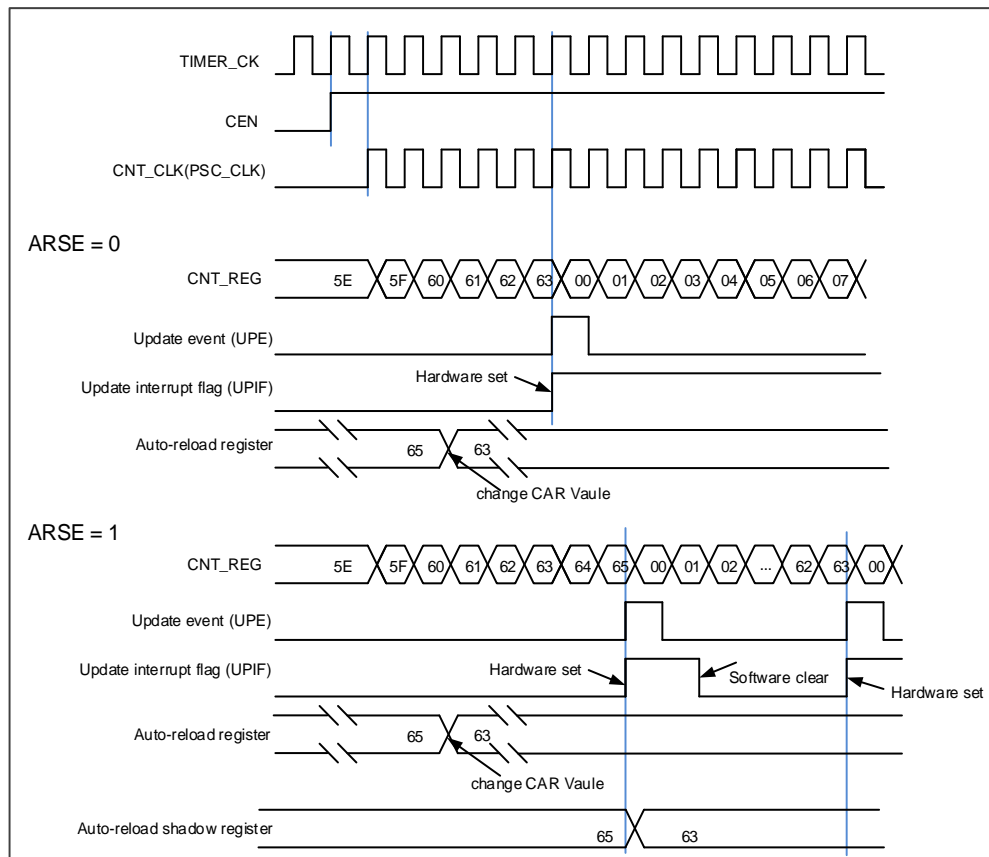 TIMER_CK
CEN
CNT_CLK(PSC_CLK)
ARSE = 0
CNT_REG 5E 5F 60 61 62 63 00 01 02 03 04 05 06 07
Update event (UPE)
Hardware set
Update interrupt flag (UPIF)
Auto-reload register 65 63
change CAR Vaule
ARSE = 1
CNT_REG 5E 5F 60 61 62 63 64 65 00 01 02 ... 62 63 00
Update event (UPE)
Update interrupt flag (UPIF) Hardware set Software clear Hardware set
Auto-reload register 65 63
change CAR Vaule
Auto-reload shadow register 65 63